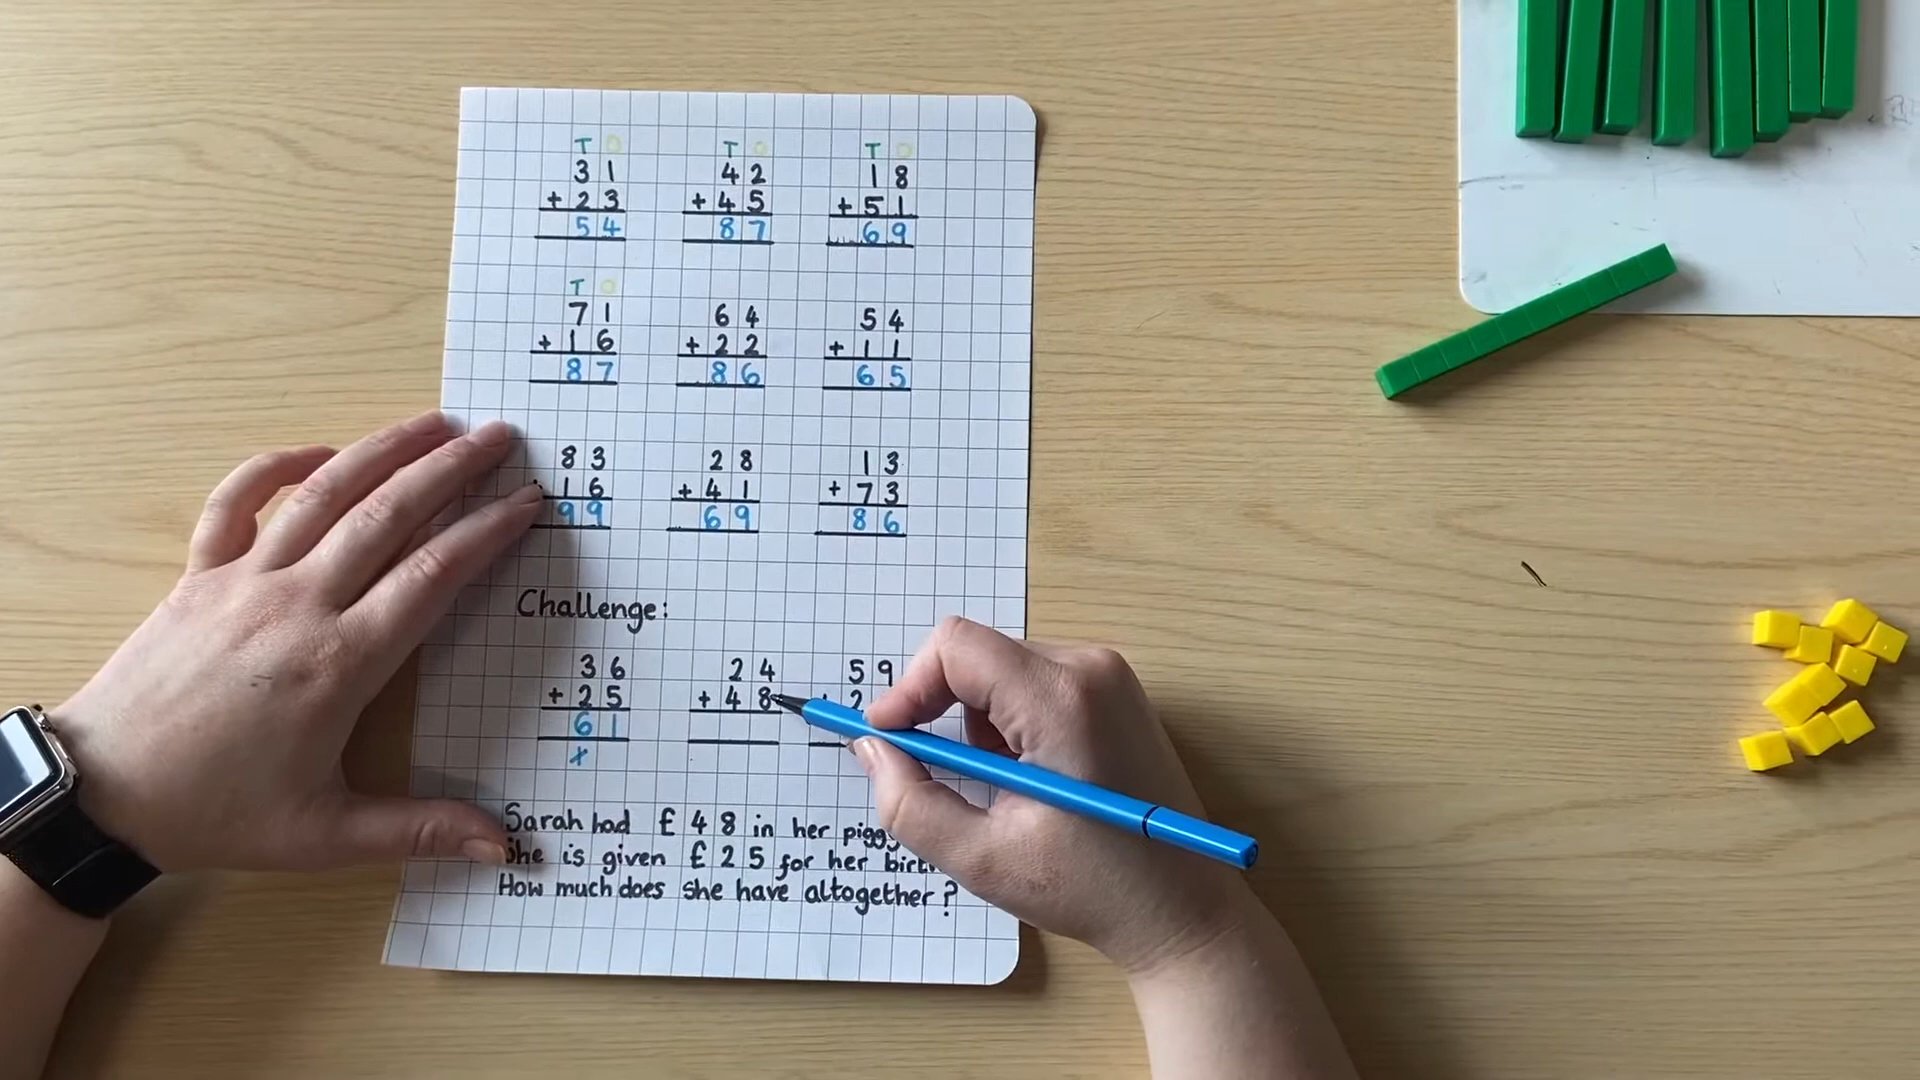 T O T O T O
31 42 18
+23 +45 +51
54 87 69
T O
71 64 54
+16 +22 +11
87 86 65
83 28 13
16 +41 +73
99 69 86
Challenge:
36 24 59
+25 +48 2
61
1
Sarah had £48 in her
She is given £25 for her
How much does she have altogether?